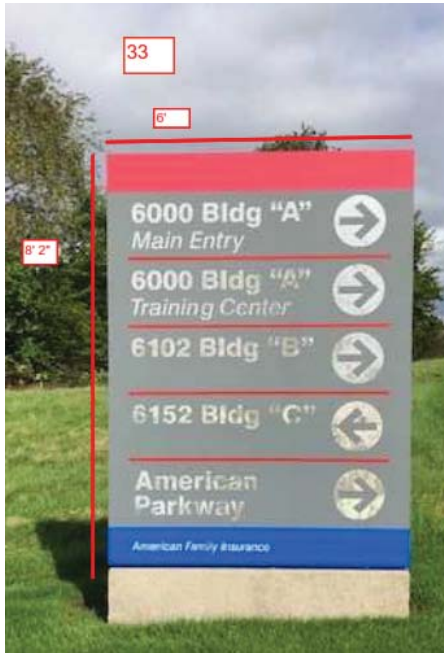 33
6'
8' 2"
6000 Bldg "A"
Main Entry
6000 Bldg "A"
Training Center
6102 Bldg "B"
6152 Bldg "C"
American
Parkway
American Family Insurance